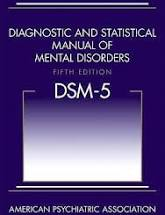 DIAGNOSTIC AND STATISTICAL
MANUAL OF
MENTAL DISORDERS
FIFTH EDITION
DSM-5
AMERICAN PSYCHIATRIC ASSOCIATION